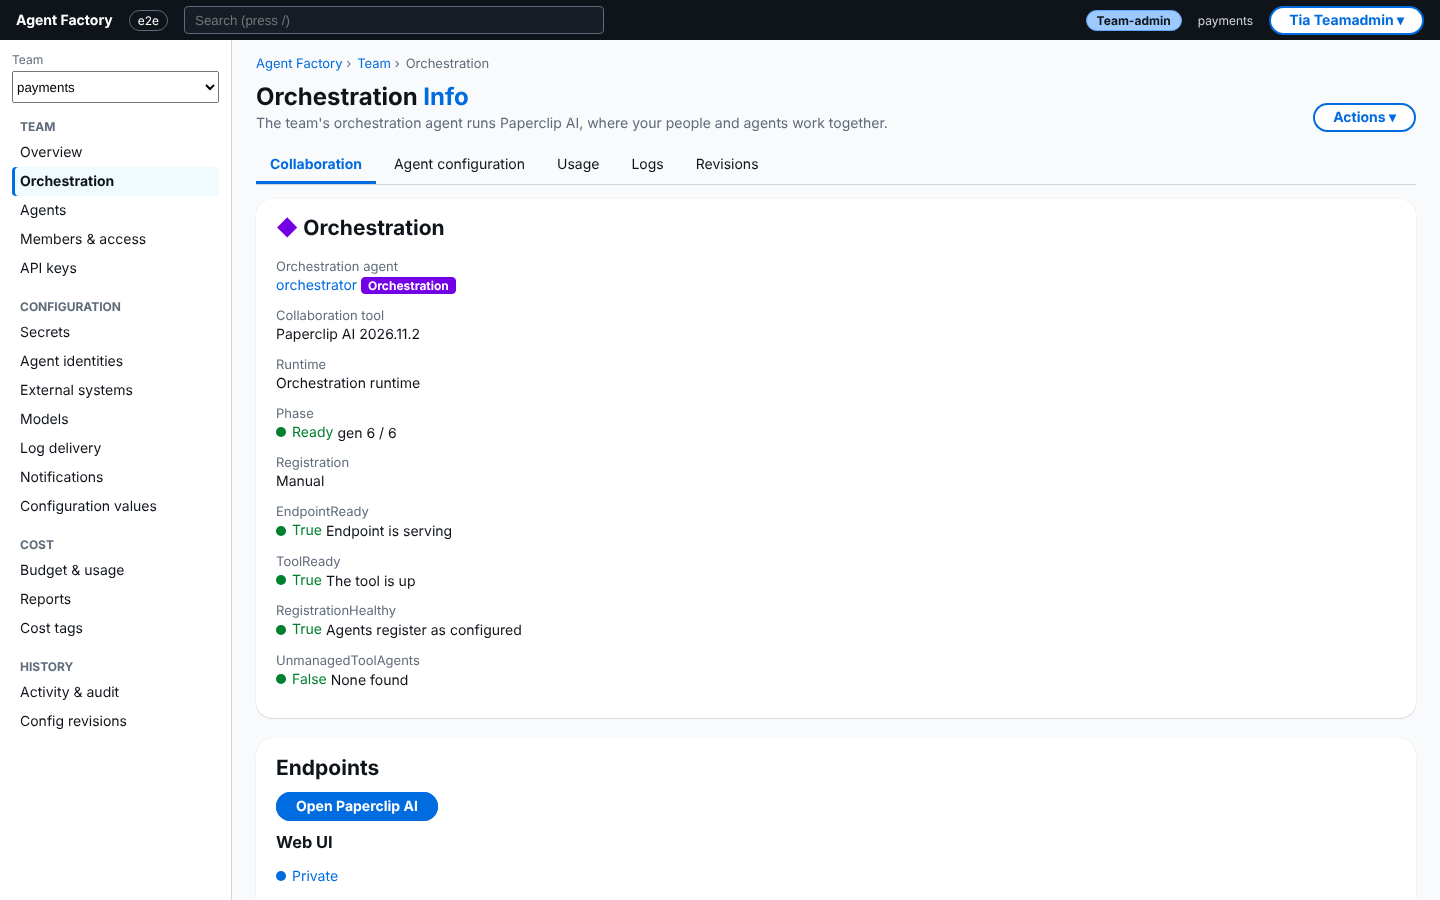 Agent Factory e2e Search (press /) Team-admin payments Tia Teamadmin ▾
Team
payments
TEAM
Overview
Orchestration
Agents
Members & access
API keys
CONFIGURATION
Secrets
Agent identities
External systems
Models
Log delivery
Notifications
Configuration values
COST
Budget & usage
Reports
Cost tags
HISTORY
Activity & audit
Config revisions
Agent Factory › Team › Orchestration
Orchestration Info
The team's orchestration agent runs Paperclip AI, where your people and agents work together.
Actions ▾
Collaboration Agent configuration Usage Logs Revisions
Orchestration
Orchestration agent
orchestrator Orchestration
Collaboration tool
Paperclip AI 2026.11.2
Runtime
Orchestration runtime
Phase
Ready gen 6 / 6
Registration
Manual
EndpointReady
True Endpoint is serving
ToolReady
True The tool is up
RegistrationHealthy
True Agents register as configured
UnmanagedToolAgents
False None found
Endpoints
Open Paperclip AI
Web UI
Private